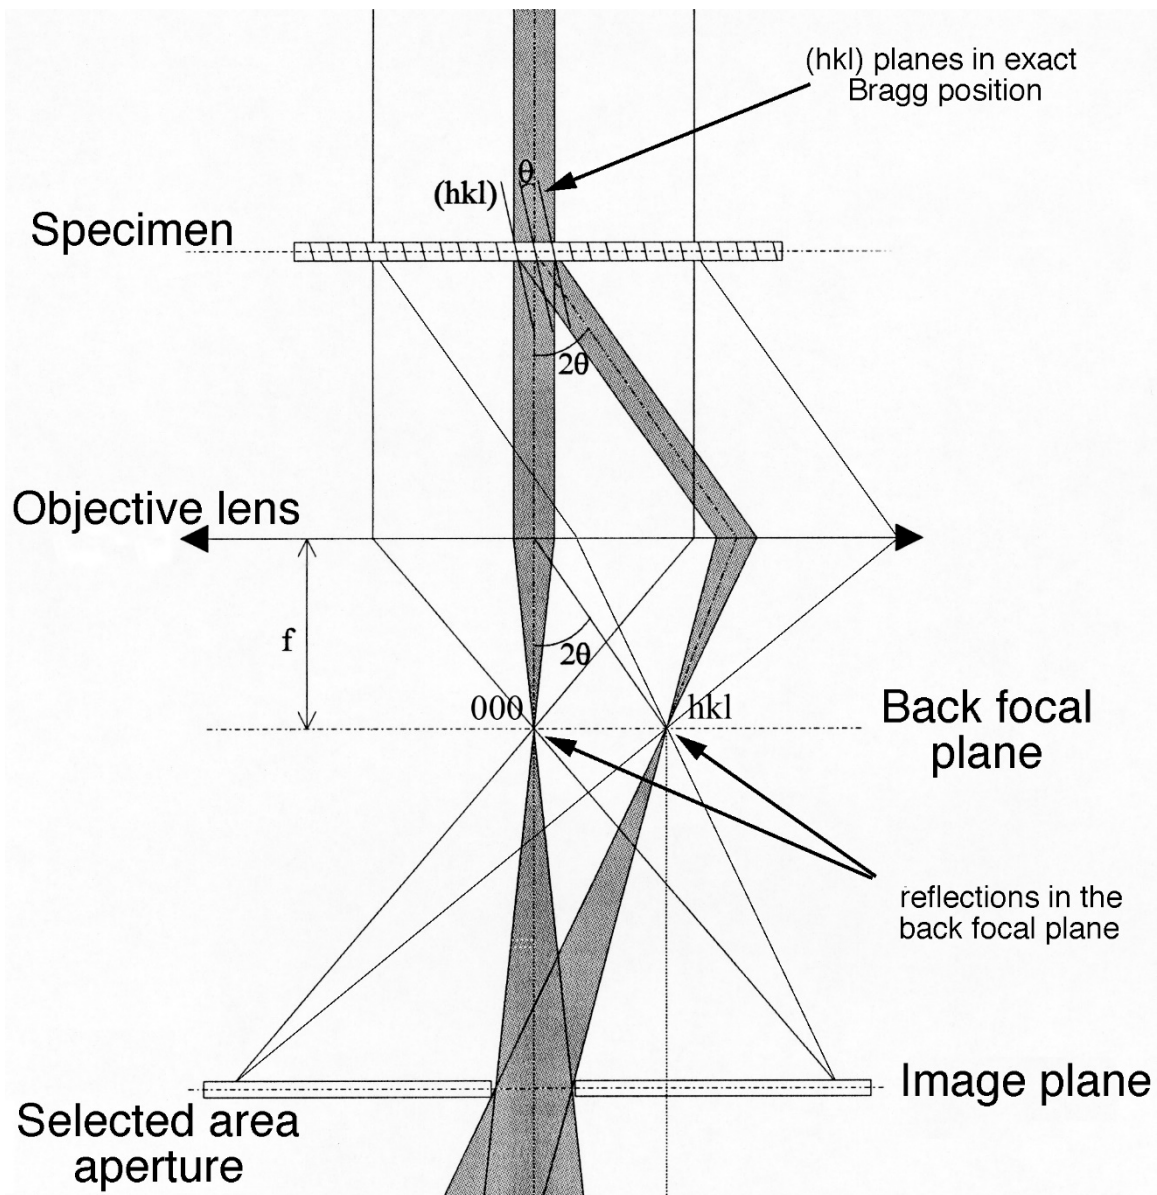 (hkl) planes in exact
Bragg position
θ
(hkl)
Specimen
2θ
Objective lens
f
2θ
000
hkl
Back focal
plane
reflections in the
back focal plane
Image plane
Selected area
aperture